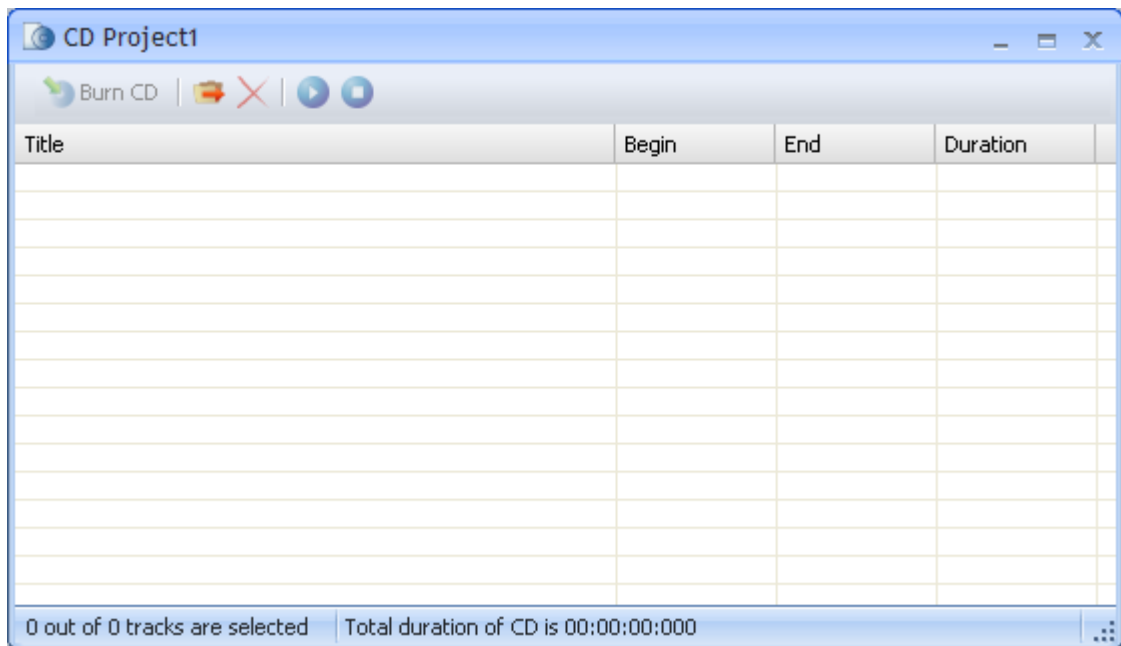 CD Project1
Burn CD
Title Begin End Duration
0 out of 0 tracks are selected Total duration of CD is 00:00:00:000